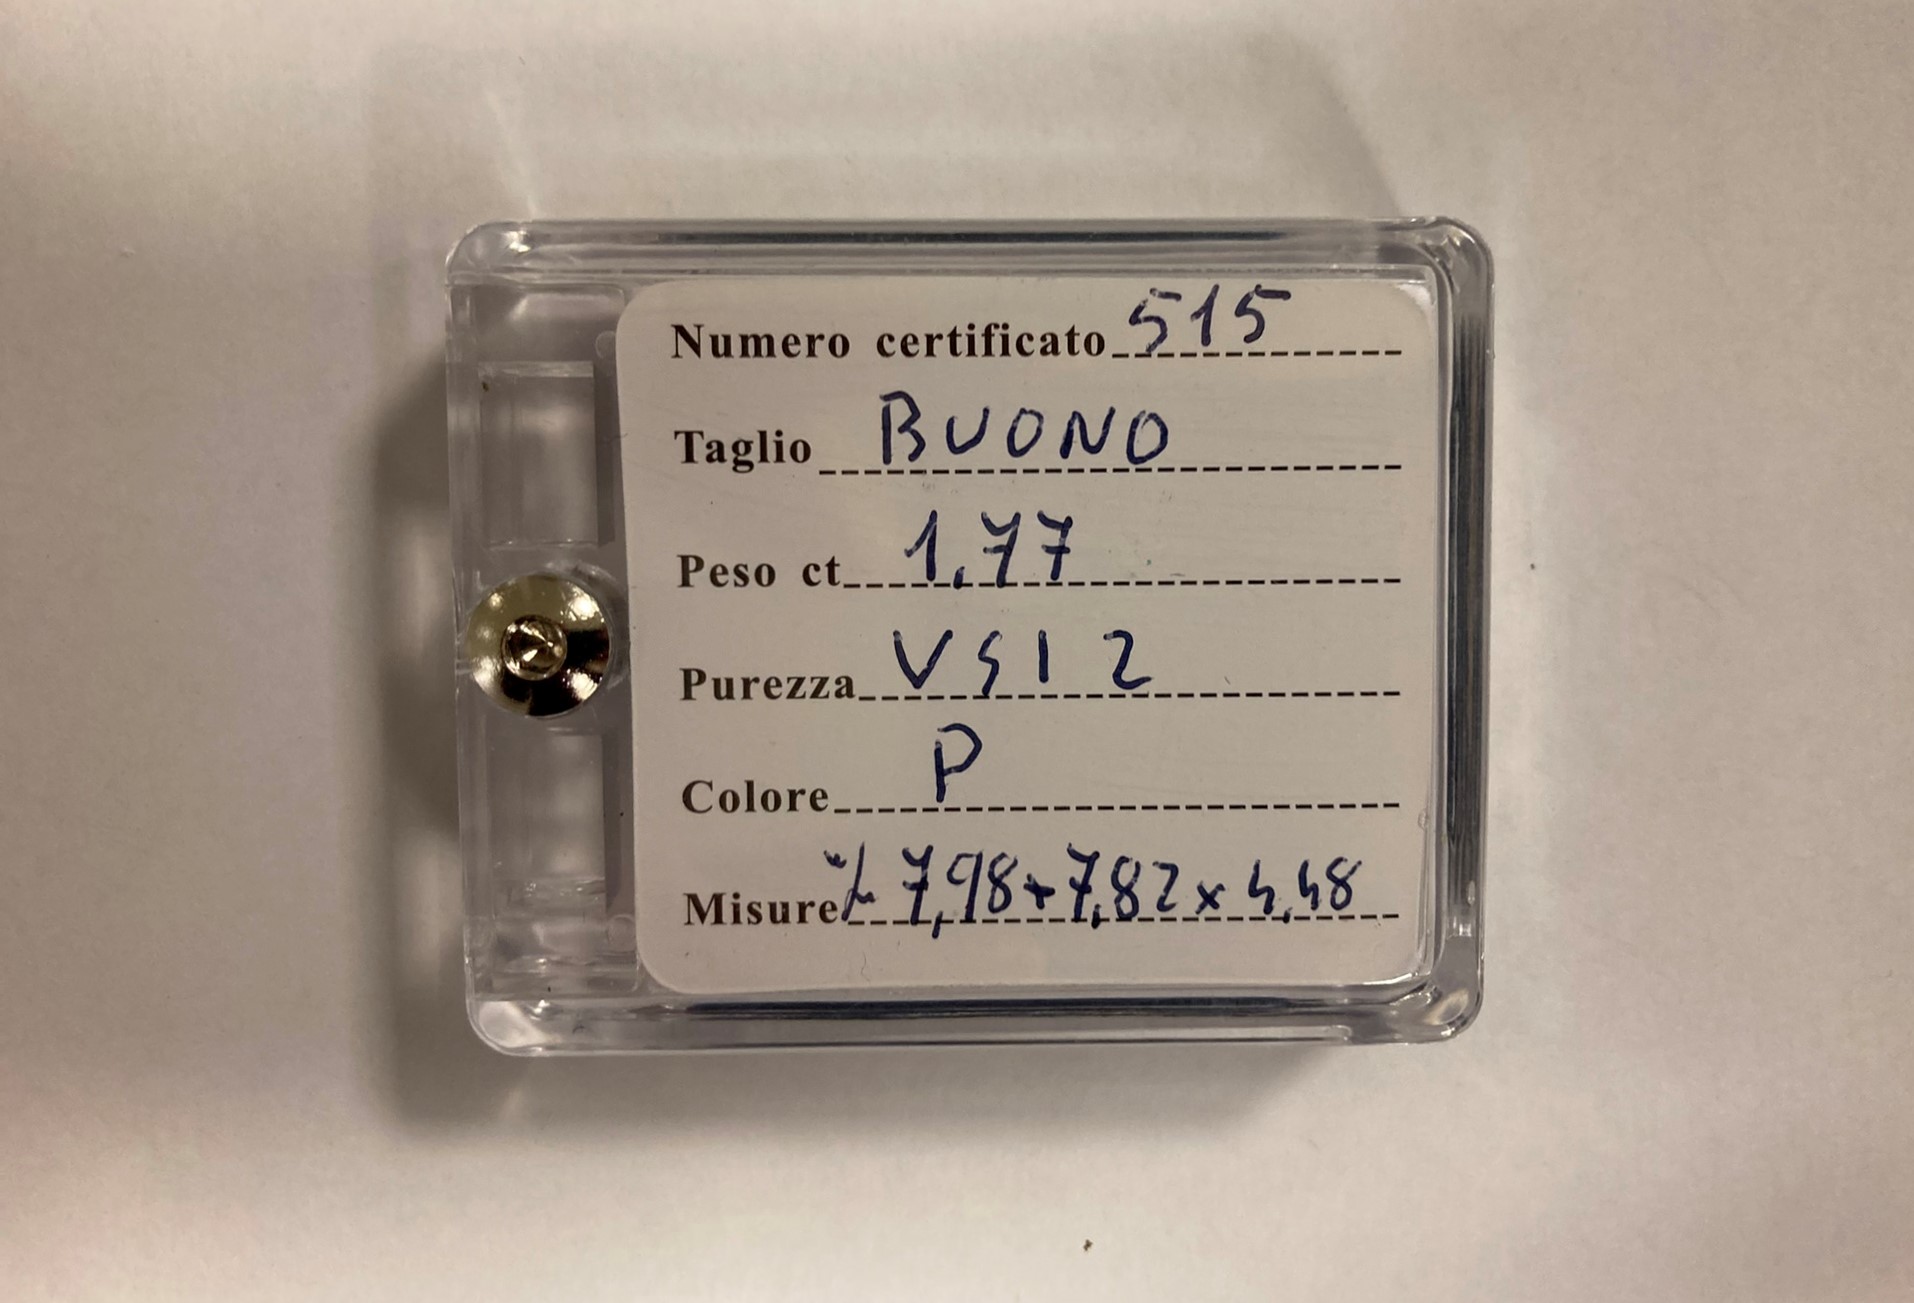 Numero certificato 515
Taglio BUONO
Peso ct 1,77
Purezza VSI 2
Colore P
Misure 7,98 + 7,82 x 4,48